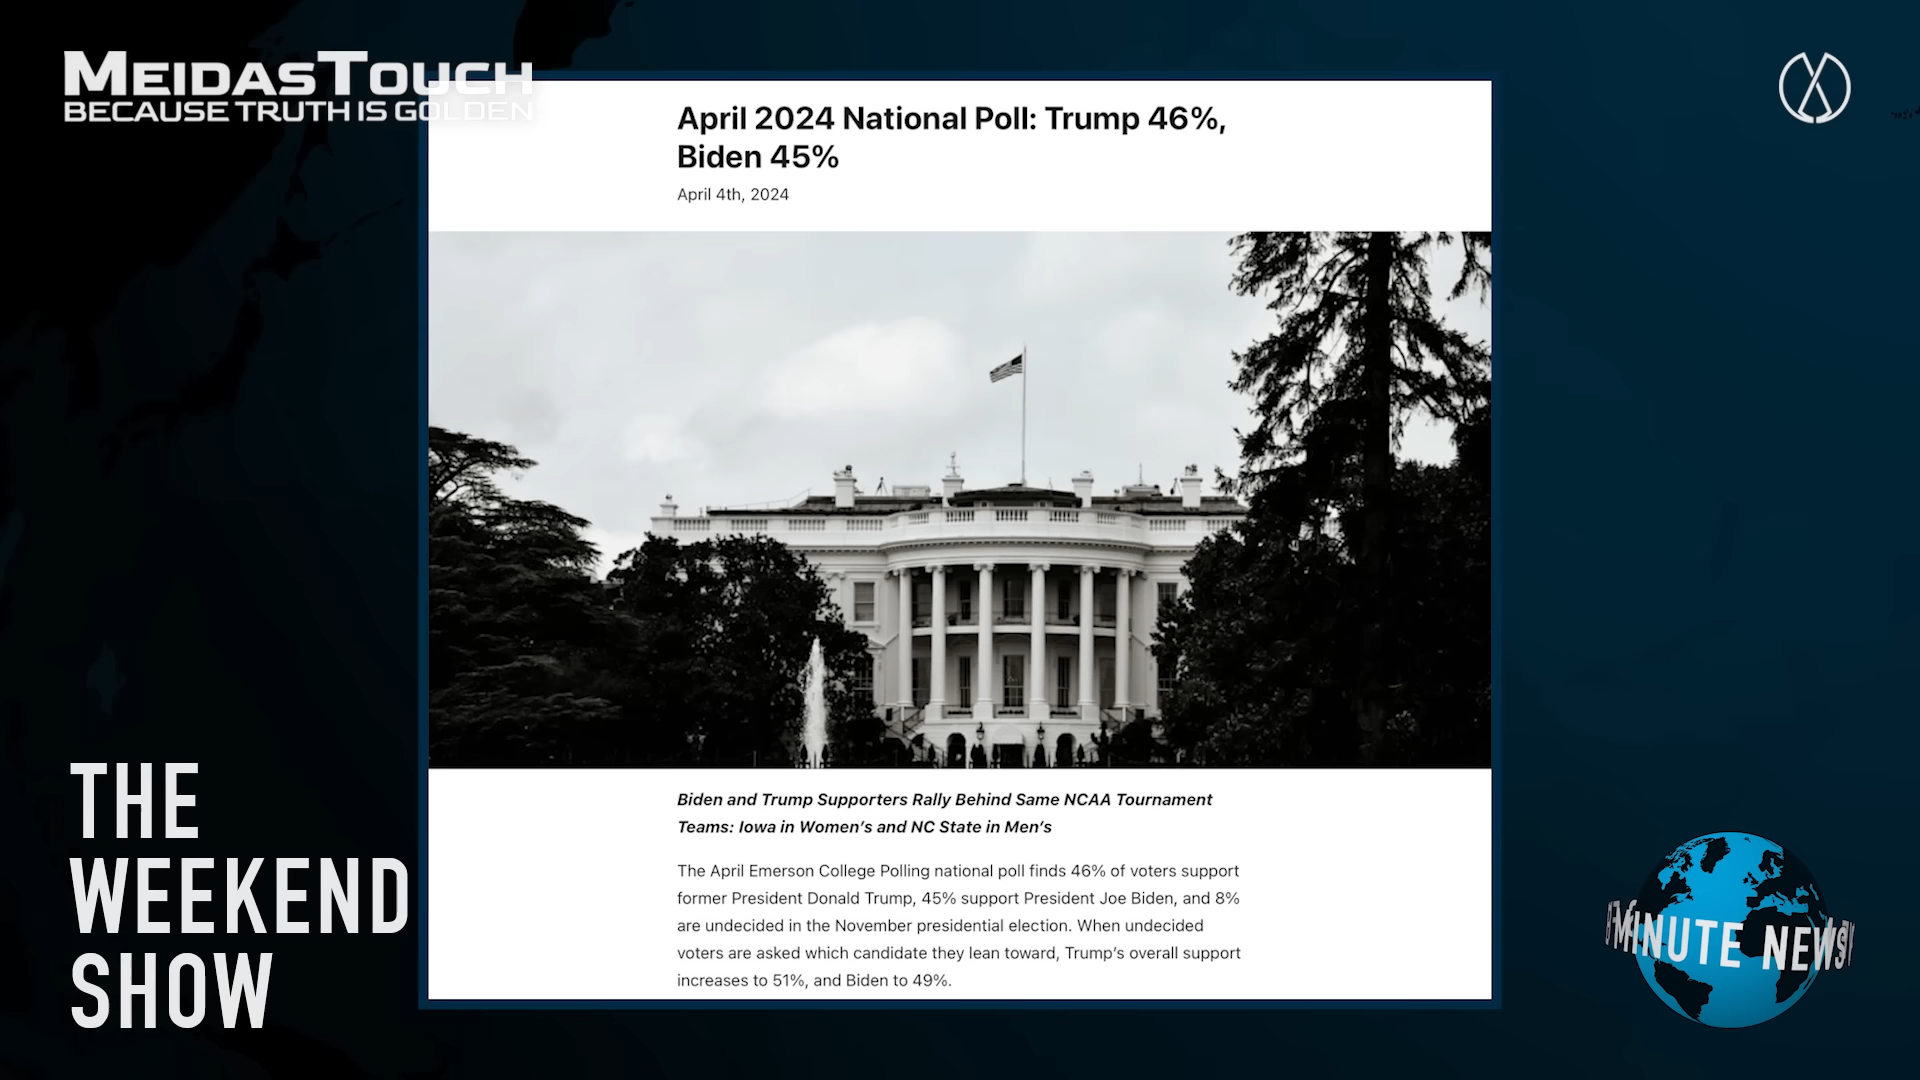 MEIDASTOUCH
BECAUSE TRUTH IS GOLDEN
April 2024 National Poll: Trump 46%,
Biden 45%
April 4th, 2024
Biden and Trump Supporters Rally Behind Same NCAA Tournament
Teams: Iowa in Women’s and NC State in Men’s
The April Emerson College Polling national poll finds 46% of voters support
former President Donald Trump, 45% support President Joe Biden, and 8%
are undecided in the November presidential election. When undecided
voters are asked which candidate they lean toward, Trump’s overall support
increases to 51%, and Biden to 49%.
THE
WEEKEND
SHOW
MINUTE NEWS